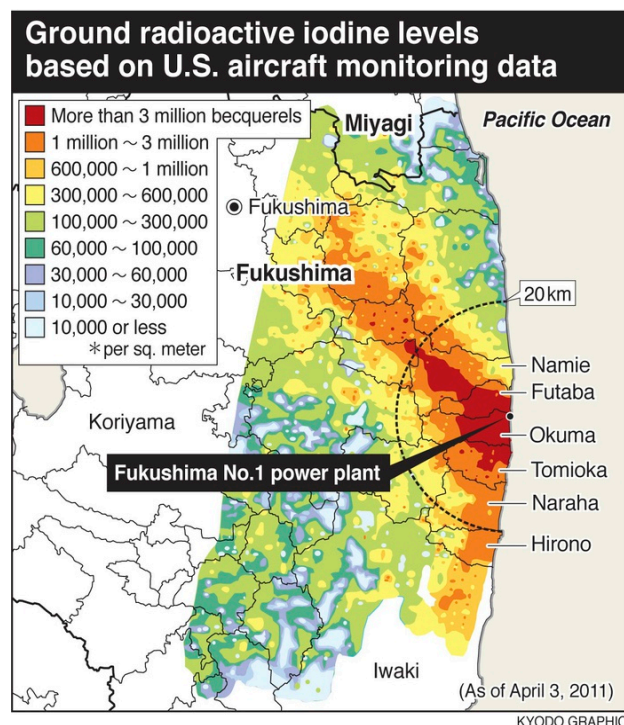 Ground radioactive iodine levels
based on U.S. aircraft monitoring data
More than 3 million becquerels
1 million ~ 3 million
600,000 ~ 1 million
300,000 ~ 600,000
100,000 ~ 300,000
60,000 ~ 100,000
30,000 ~ 60,000
10,000 ~ 30,000
10,000 or less
*per sq. meter
Miyagi
Pacific Ocean
Fukushima
Fukushima
20km
Namie
Futaba
Koriyama
Okuma
Fukushima No.1 power plant
Tomioka
Naraha
Hirono
Iwaki
(As of April 3, 2011)
KYODO GRAPHIC